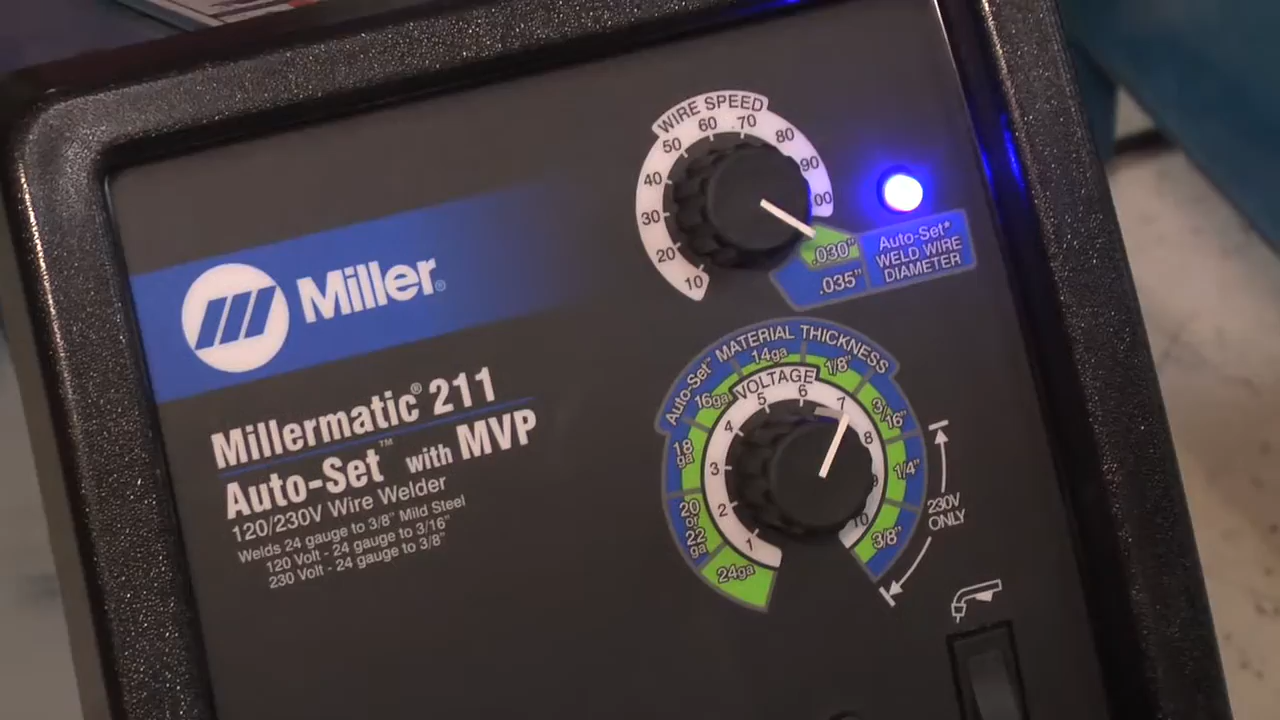 WIRE SPEED
10
20
30
40
50
60
70
80
90
00
.030"
.035"
Auto-Set*
WELD WIRE
DIAMETER
Miller®
Millermatic® 211
Auto-Set™ with MVP
120/230V Wire Welder
Welds 24 gauge to 3/8" Mild Steel
120 Volt - 24 gauge to 3/16"
230 Volt - 24 gauge to 3/8"
Auto-Set™ MATERIAL THICKNESS
24ga
20
or
22
ga
18
ga
16ga
14ga
1/8"
3/
16"
1/4"
3/8"
VOLTAGE
1
2
3
4
5
6
7
8
9
10
230V
ONLY